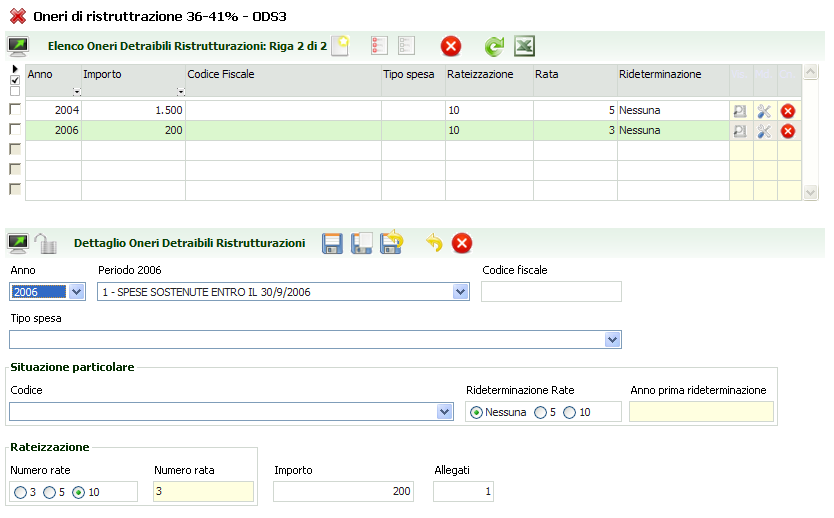 Oneri di ristruttrazione 36-41% - ODS3
Elenco Oneri Detraibili Ristrutturazioni: Riga 2 di 2
Anno Importo Codice Fiscale Tipo spesa Rateizzazione Rata Rideterminazione
2004 1.500 10 5 Nessuna
2006 200 10 3 Nessuna
Dettaglio Oneri Detraibili Ristrutturazioni
Anno Periodo 2006 Codice fiscale
2006 1 - SPESE SOSTENUTE ENTRO IL 30/9/2006
Tipo spesa
Situazione particolare
Codice Rideterminazione Rate Anno prima rideterminazione
Nessuna 5 10
Rateizzazione
Numero rate Numero rata Importo Allegati
3 5 10 3 200 1